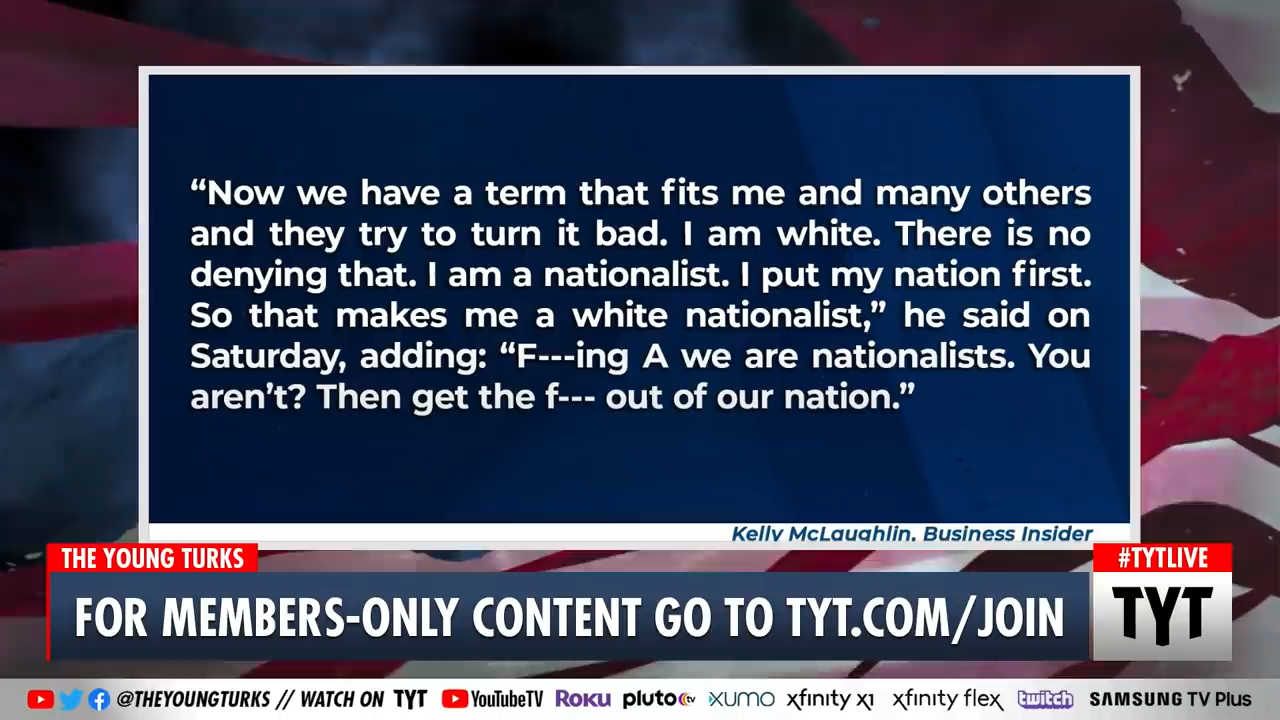 “Now we have a term that fits me and many others
and they try to turn it bad. I am white. There is no
denying that. I am a nationalist. I put my nation first.
So that makes me a white nationalist,” he said on
Saturday, adding: “F---ing A we are nationalists. You
aren’t? Then get the f--- out of our nation.”
Kelly McLaughlin, Business Insider
THE YOUNG TURKS
#TYTLIVE
FOR MEMBERS-ONLY CONTENT GO TO TYT.COM/JOIN
TYT
@THEYOUNGTURKS // WATCH ON TYT YouTubeTV ROKU pluto tv xumo xfinity x1 xfinity flex twitch SAMSUNG TV Plus